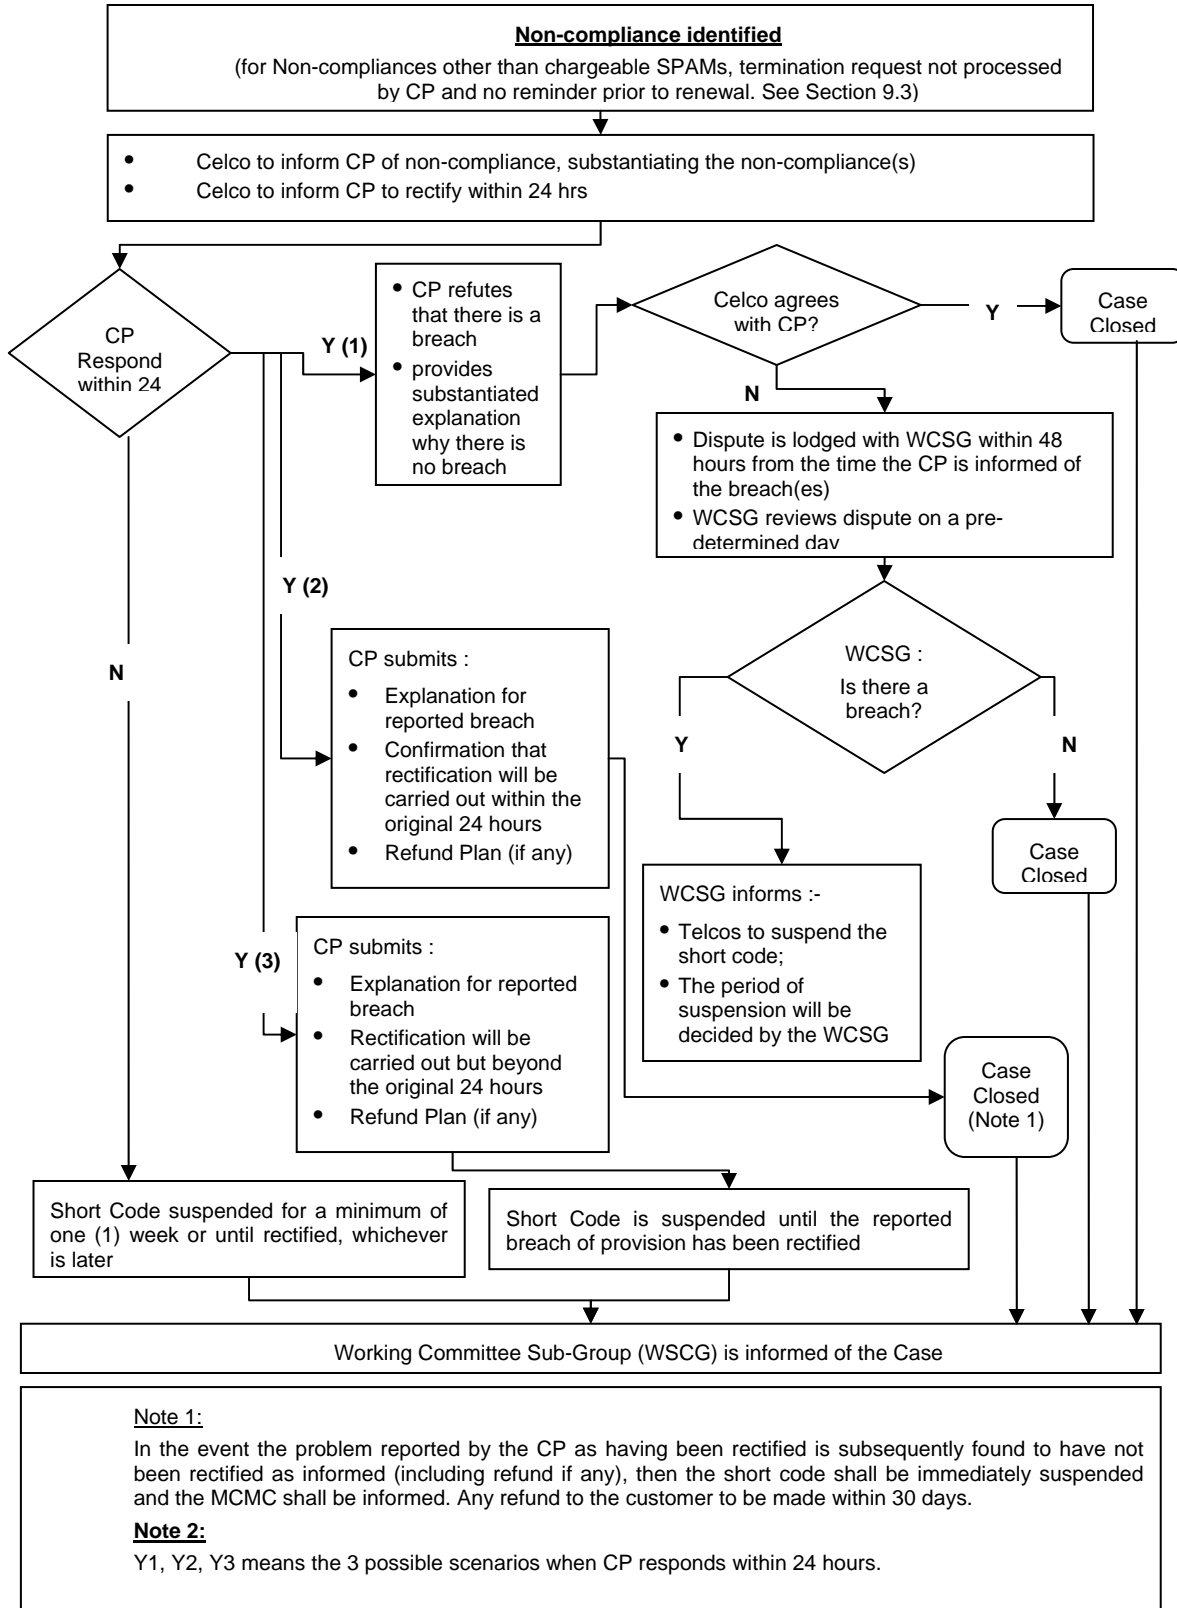 Non-compliance identified
(for Non-compliances other than chargeable SPAMs, termination request not processed
by CP and no reminder prior to renewal. See Section 9.3)
• Celco to inform CP of non-compliance, substantiating the non-compliance(s)
• Celco to inform CP to rectify within 24 hrs
CP
Respond
within 24
Y (1)
• CP refutes
that there is a
breach
• provides
substantiated
explanation
why there is
no breach
Celco agrees
with CP?
Y
Case
Closed
N
• Dispute is lodged with WCSG within 48
hours from the time the CP is informed of
the breach(es)
• WCSG reviews dispute on a pre-
determined day
Y (2)
N
CP submits :
• Explanation for
reported breach
• Confirmation that
rectification will be
carried out within the
original 24 hours
• Refund Plan (if any)
WCSG :
Is there a
breach?
Y
N
Case
Closed
WCSG informs :-
• Telcos to suspend the
short code;
• The period of
suspension will be
decided by the WCSG
Y (3)
CP submits :
• Explanation for reported
breach
• Rectification will be
carried out but beyond
the original 24 hours
• Refund Plan (if any)
Case
Closed
(Note 1)
Short Code suspended for a minimum of
one (1) week or until rectified, whichever
is later
Short Code is suspended until the reported
breach of provision has been rectified
Working Committee Sub-Group (WSCG) is informed of the Case
Note 1:
In the event the problem reported by the CP as having been rectified is subsequently found to have not
been rectified as informed (including refund if any), then the short code shall be immediately suspended
and the MCMC shall be informed. Any refund to the customer to be made within 30 days.
Note 2:
Y1, Y2, Y3 means the 3 possible scenarios when CP responds within 24 hours.